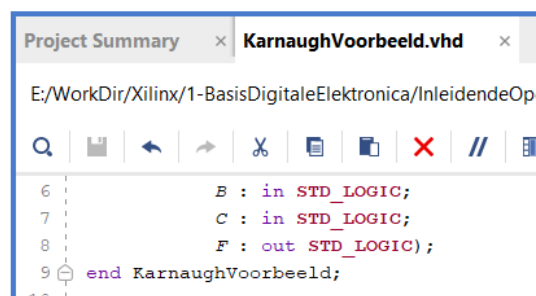 Project Summary × KarnaughVoorbeeld.vhd ×
E:/WorkDir/Xilinx/1-BasisDigitaleElektronica/InleidendeOp
//
6 B : in STD_LOGIC;
7 C : in STD_LOGIC;
8 F : out STD_LOGIC);
9 end KarnaughVoorbeeld;